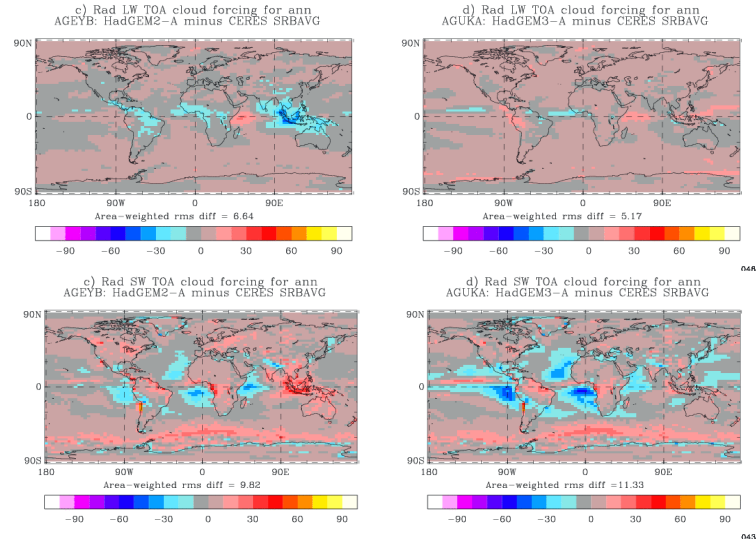 c) Rad LW TOA cloud forcing for ann
AGEYB: HadGEM2-A minus CERES SRBAVG
90N
0
90S
180 90W 0 90E
Area-weighted rms diff = 6.64
-90 -60 -30 0 30 60 90
d) Rad LW TOA cloud forcing for ann
AGUKA: HadGEM3-A minus CERES SRBAVG
90N
0
90S
180 90W 0 90E
Area-weighted rms diff = 5.17
-90 -60 -30 0 30 60 90
c) Rad SW TOA cloud forcing for ann
AGEYB: HadGEM2-A minus CERES SRBAVG
90N
0
90S
180 90W 0 90E
Area-weighted rms diff = 9.82
-90 -60 -30 0 30 60 90
d) Rad SW TOA cloud forcing for ann
AGUKA: HadGEM3-A minus CERES SRBAVG
90N
0
90S
180 90W 0 90E
Area-weighted rms diff =11.33
-90 -60 -30 0 30 60 90